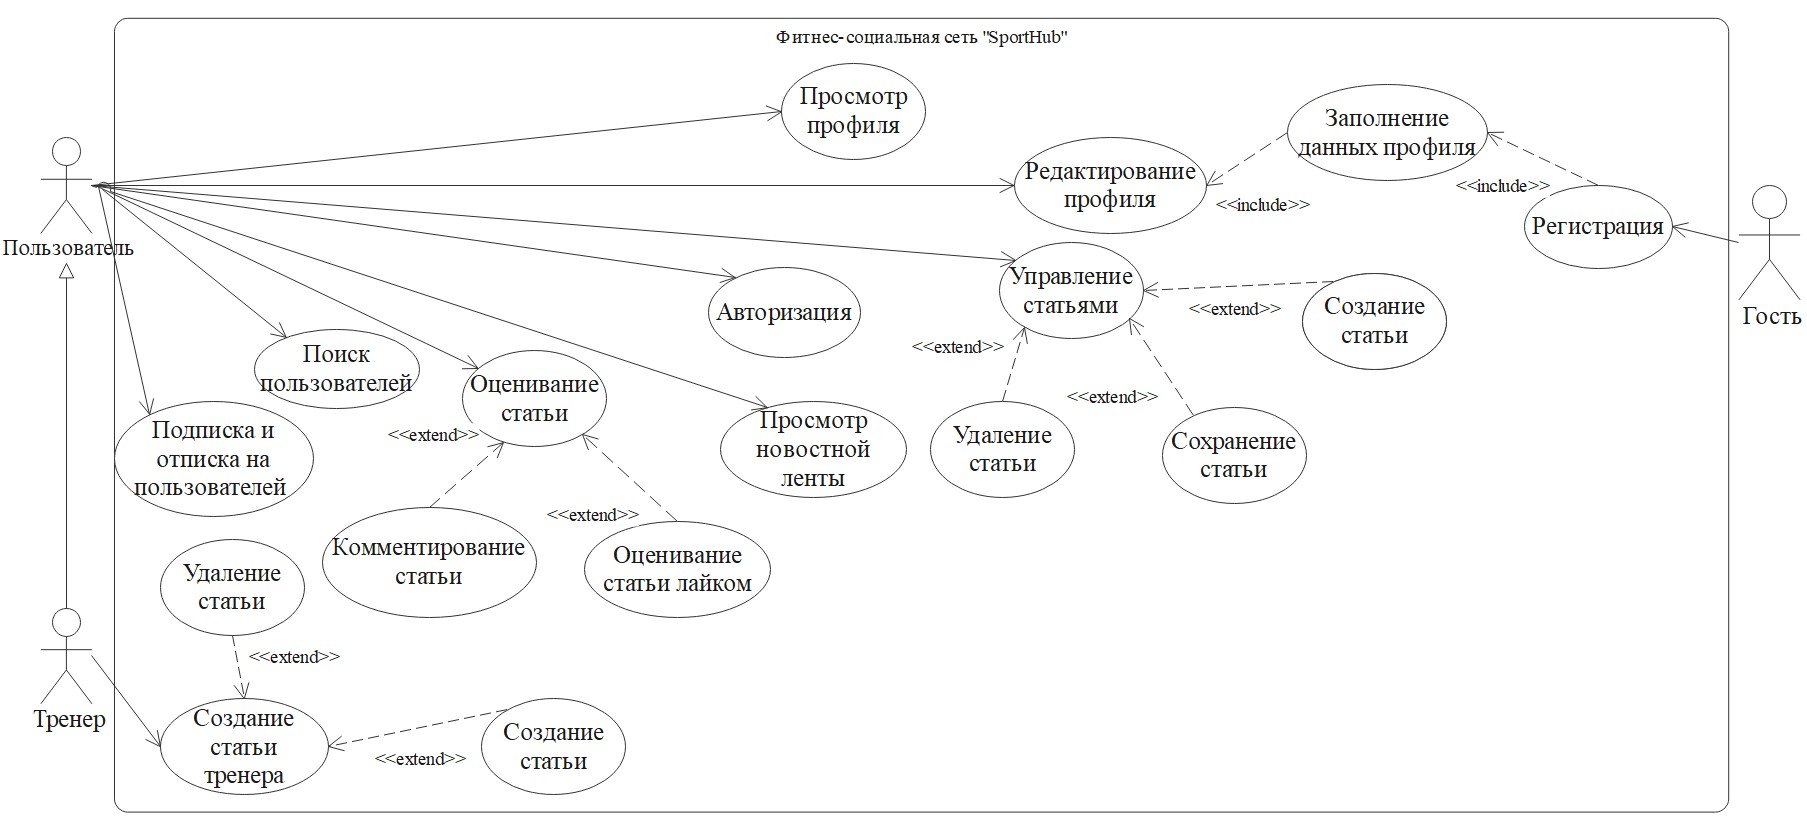 Фитнес-социальная сеть "SportHub"
Просмотр
профиля
Заполнение
данных профиля
Редактирование
профиля
<<include>>
<<include>>
Регистрация
Пользователь
Гость
Управление
статьями
Авторизация
<<extend>>
Создание
статьи
<<extend>>
Поиск
пользователей
Оценивание
статьи
<<extend>>
Просмотр
новостной
ленты
Удаление
статьи
Сохранение
статьи
<<extend>>
Подписка и
отписка на
пользователей
<<extend>>
Комментирование
статьи
Оценивание
статьи лайком
Удаление
статьи
<<extend>>
Тренер
Создание
статьи
тренера
<<extend>>
Создание
статьи